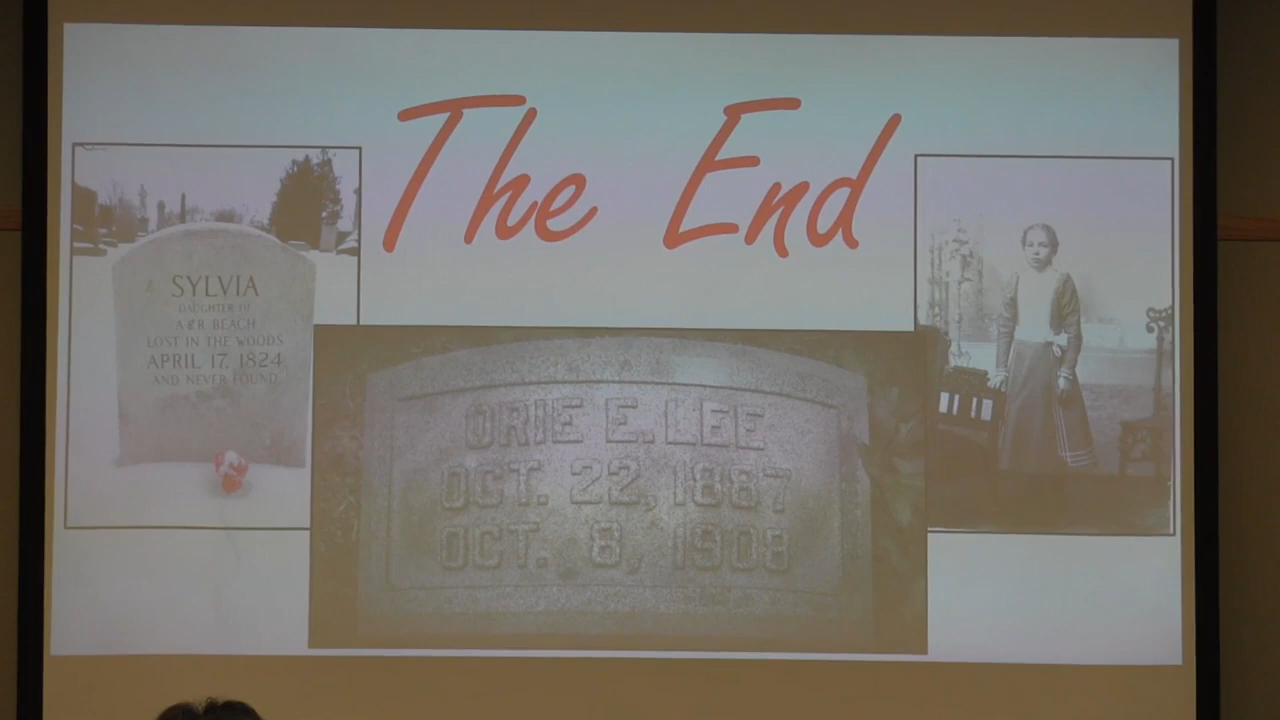 The End
SYLVIA
DAUGHTER OF
A & R BEACH
LOST IN THE WOODS
APRIL 17, 1824
AND NEVER FOUND
ORIE E. LEE
OCT. 22, 1887
OCT. 8, 1908